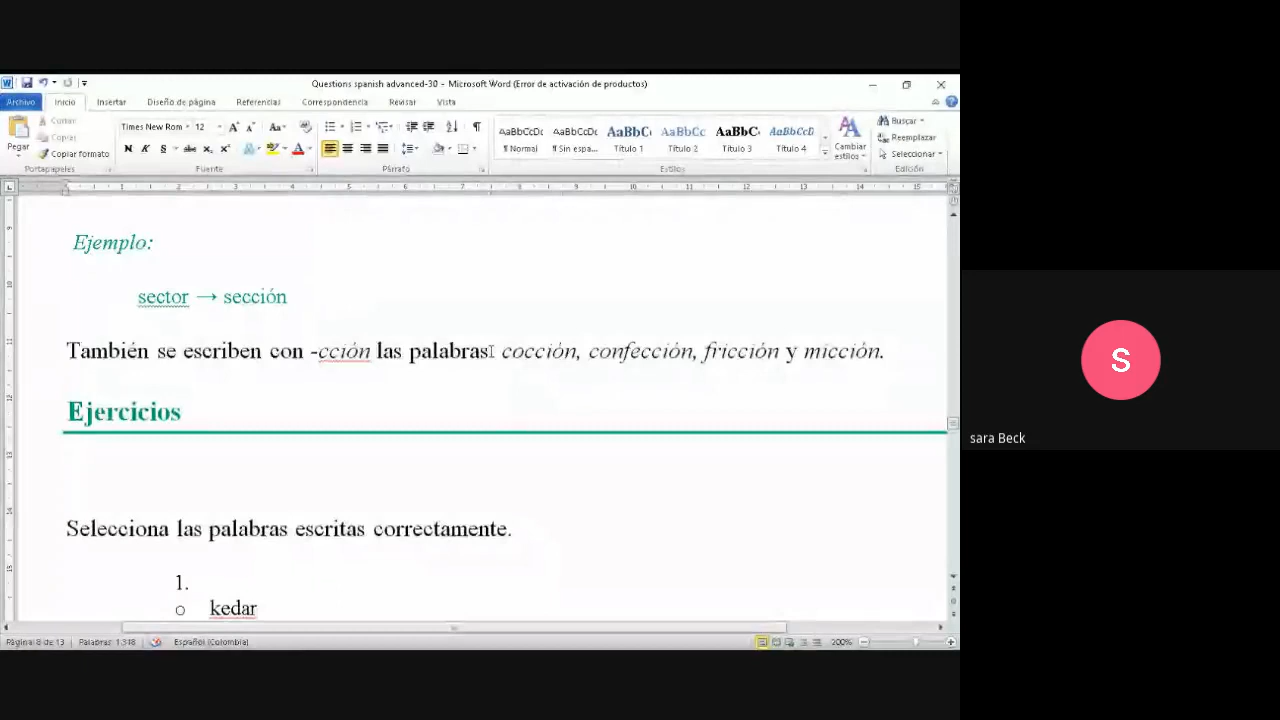 Questions spanish advanced-30 - Microsoft Word (Error de activación de productos)
Archivo Inicio Insertar Diseño de página Referencias Correspondencia Revisar Vista
Pegar
Cortar
Copiar
Copiar formato
Portapapeles
Times New Rom 12
Fuente
Párrafo
AaBbCcDc AaBbCcDc AaBbC AaBbCc AaBbC AaBbCcD
¶ Normal ¶ Sin espa... Título 1 Título 2 Título 3 Título 4
Cambiar estilos
Estilos
Buscar
Reemplazar
Seleccionar
Edición
Ejemplo:
sector → sección
También se escriben con -cción las palabras cocción, confección, fricción y micción.
Ejercicios
Selecciona las palabras escritas correctamente.
1.
o kedar
Página: 8 de 13 Palabras: 1.318 Español (Colombia) 200%
S
sara Beck